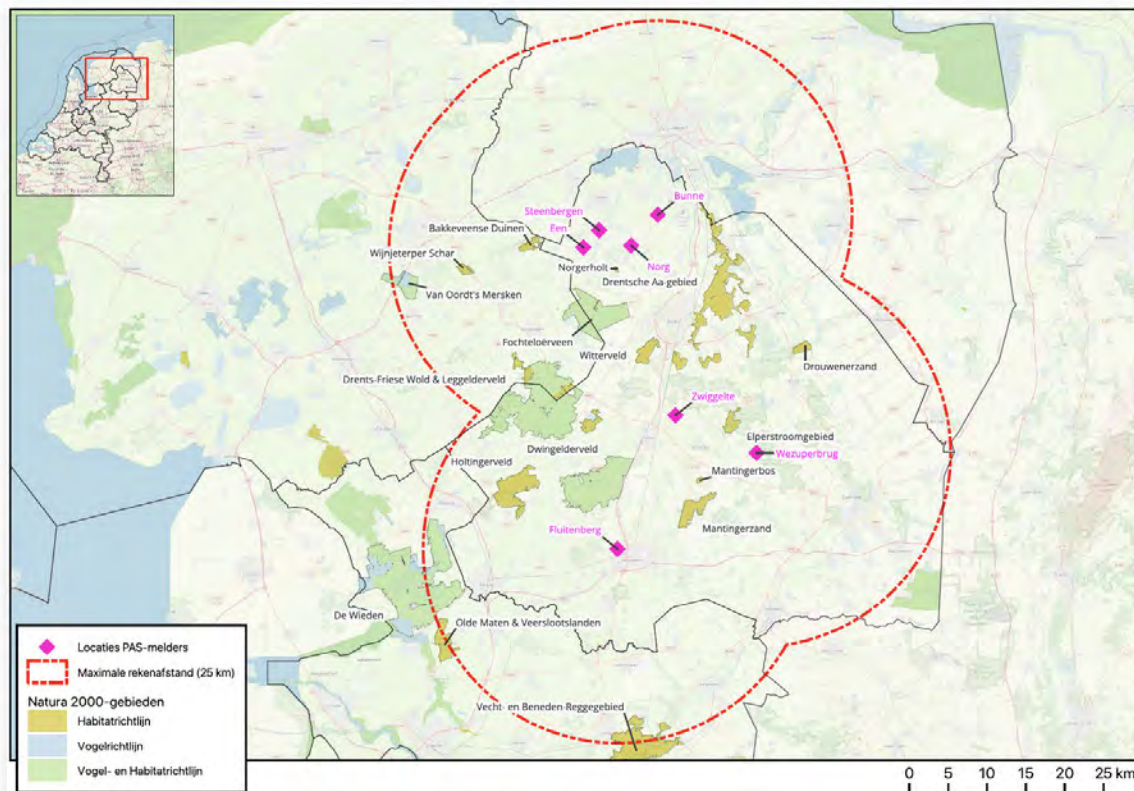 Bunne
Steenbergen
Een
Bakkeveense Duinen
Norg
Wijnjeterper Schar
Norgerholt
Drentsche Aa-gebied
Van Oordt's Mersken
Fochteloërveen
Witterveld
Drouwenerzand
Drents-Friese Wold & Leggelderveld
Zwiggelte
Elperstroomgebied
Dwingelderveld
Wezuperbrug
Holtingerveld
Mantingerbos
Mantingerzand
Fluitenberg
De Wieden
Olde Maten & Veerslootslanden
Vecht- en Beneden-Reggegebied
Locaties PAS-melders
Maximale rekenafstand (25 km)
Natura 2000-gebieden
Habitatrichtlijn
Vogelrichtlijn
Vogel- en Habitatrichtlijn
0 5 10 15 20 25 km